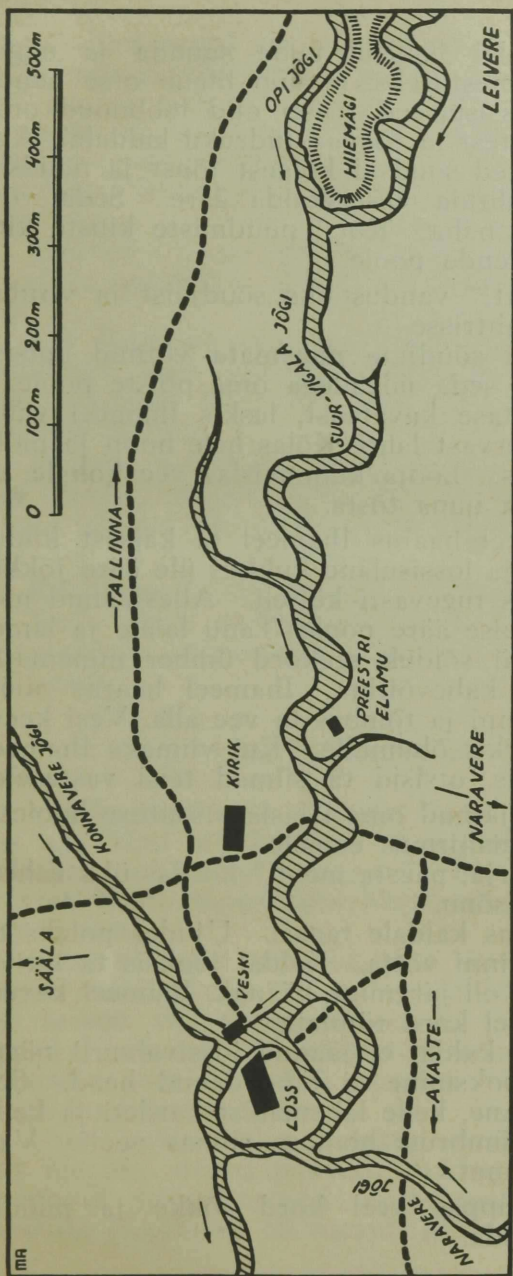 SÄÄLA
KONNAVERE JÕGI
TALLINNA
0 100m 200m 300m 400m 500m
OPI JÕGI
HIIEMÄGI
LEIVERE
SUUR-VIGALA JÕGI
KIRIK
PREESTRI
ELAMU
VESKI
LOSS
NARAVERE
AVASTE
NARAVERE
JÕGI
MA